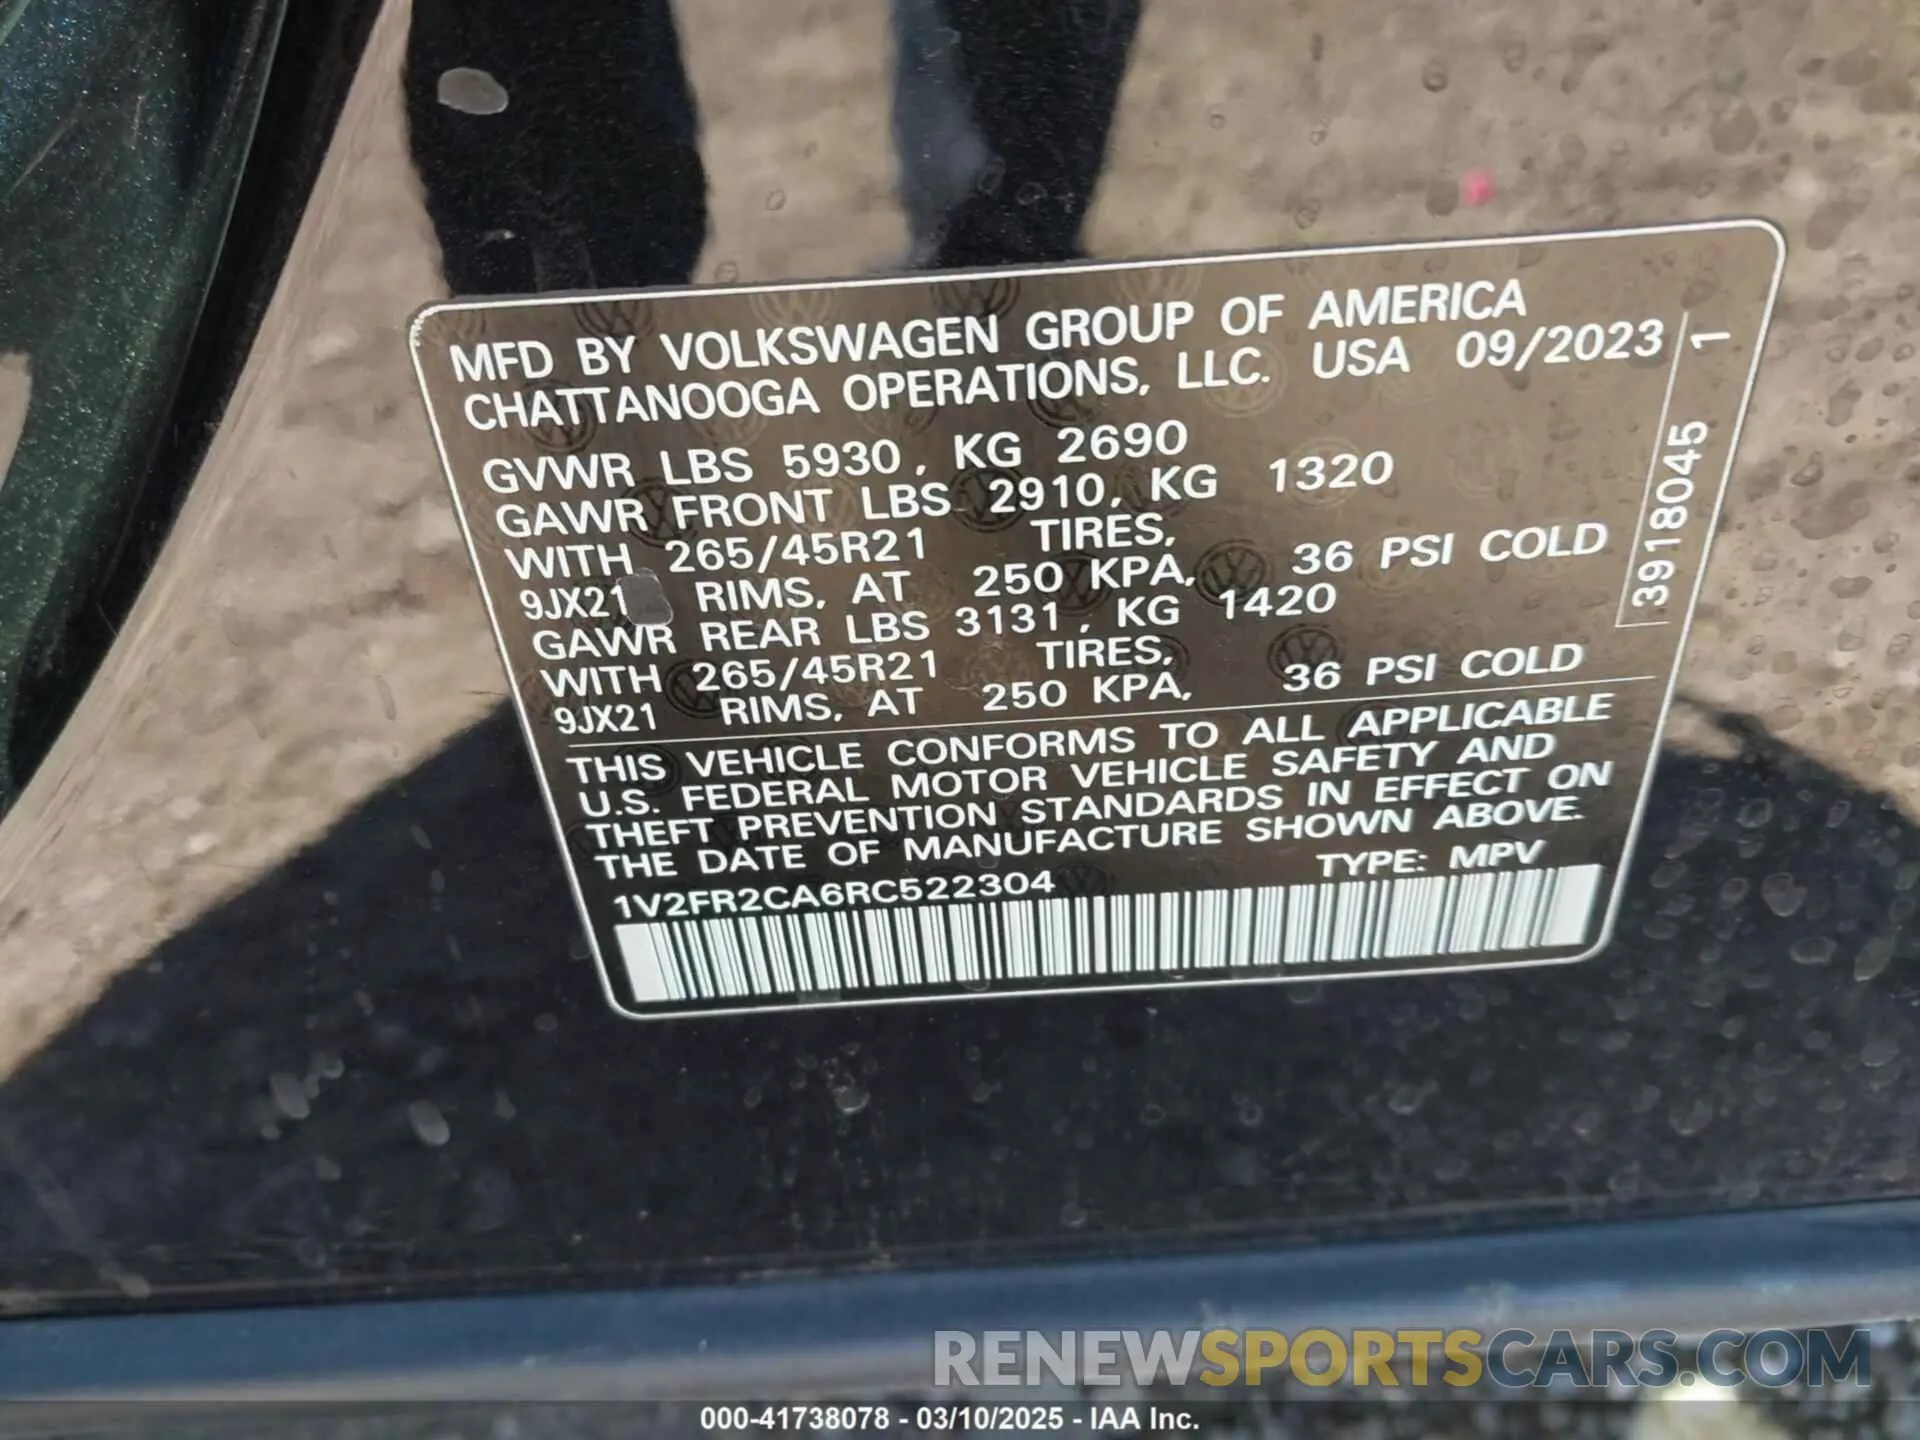 MFD BY VOLKSWAGEN GROUP OF AMERICA
CHATTANOOGA OPERATIONS, LLC. USA 09/2023
GVWR LBS 5930, KG 2690
GAWR FRONT LBS 2910, KG 1320
WITH 265/45R21 TIRES,
9JX21 RIMS, AT 250 KPA, 36 PSI COLD
GAWR REAR LBS 3131, KG 1420
WITH 265/45R21 TIRES,
9JX21 RIMS, AT 250 KPA, 36 PSI COLD
THIS VEHICLE CONFORMS TO ALL APPLICABLE
U.S. FEDERAL MOTOR VEHICLE SAFETY AND
THEFT PREVENTION STANDARDS IN EFFECT ON
THE DATE OF MANUFACTURE SHOWN ABOVE.
1V2FR2CA6RC522304 TYPE: MPV
3918045 1
RENEWSPORTSCARS.COM
000-41738078 - 03/10/2025 - IAA Inc.